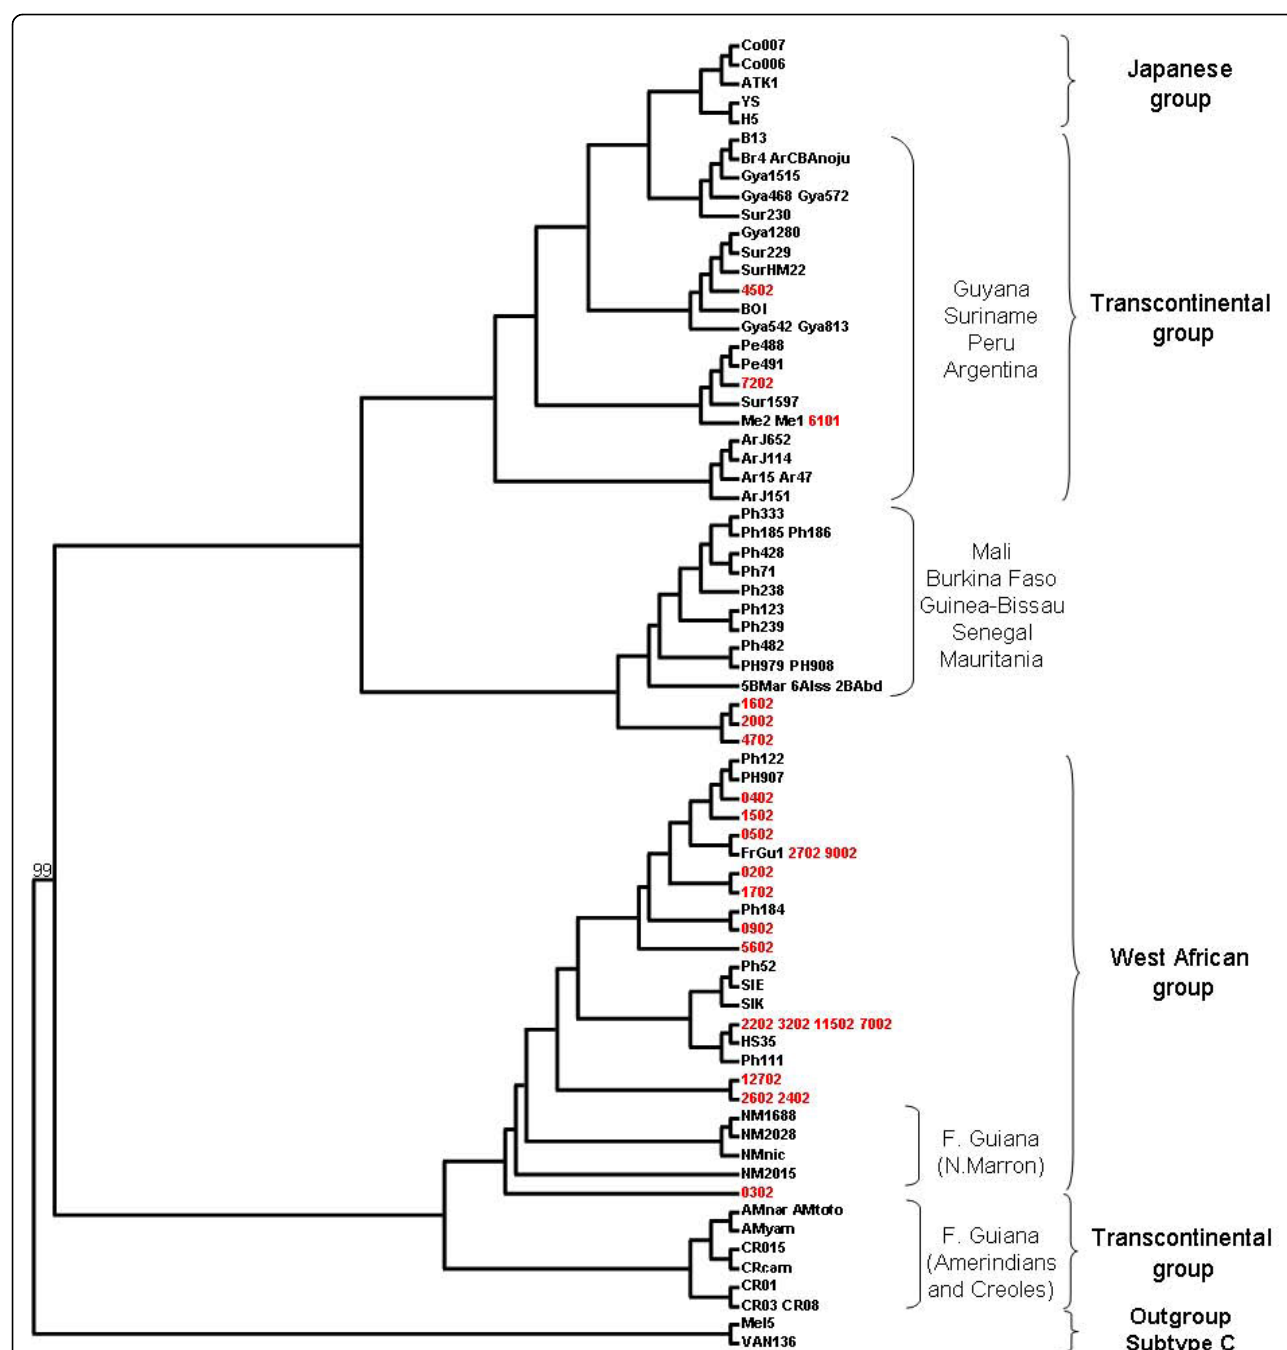 Co007
Co006
ATK1
YS
H5
Japanese
group
B13
Br4 ArCBAnoju
Gya1515
Gya468 Gya572
Sur230
Gya1280
Sur229
SurHM22
4502
BOI
Gya542 Gya813
Pe488
Pe491
7202
Sur1597
Me2 Me1 6101
ArJ652
ArJ114
Ar15 Ar47
ArJ151
Guyana
Suriname
Peru
Argentina
Transcontinental
group
Ph333
Ph185 Ph186
Ph428
Ph71
Ph238
Ph123
Ph239
Ph482
PH979 PH908
5BMar 6AIss 2BAbd
Mali
Burkina Faso
Guinea-Bissau
Senegal
Mauritania
1602
2002
4702
Ph122
PH907
0402
1502
0502
FrGu1 2702 9002
0202
1702
Ph184
0902
5602
Ph52
SIE
SIK
2202 3202 11502 7002
HS35
Ph111
12702
2602 2402
99
West African
group
NM1688
NM2028
NMnic
NM2015
F. Guiana
(N.Marron)
0302
AMnar AMtoto
AMyarn
CR015
CRcarn
CR01
CR03 CR08
F. Guiana
(Amerindians
and Creoles)
Transcontinental
group
Mel5
VAN136
Outgroup
Subtype C